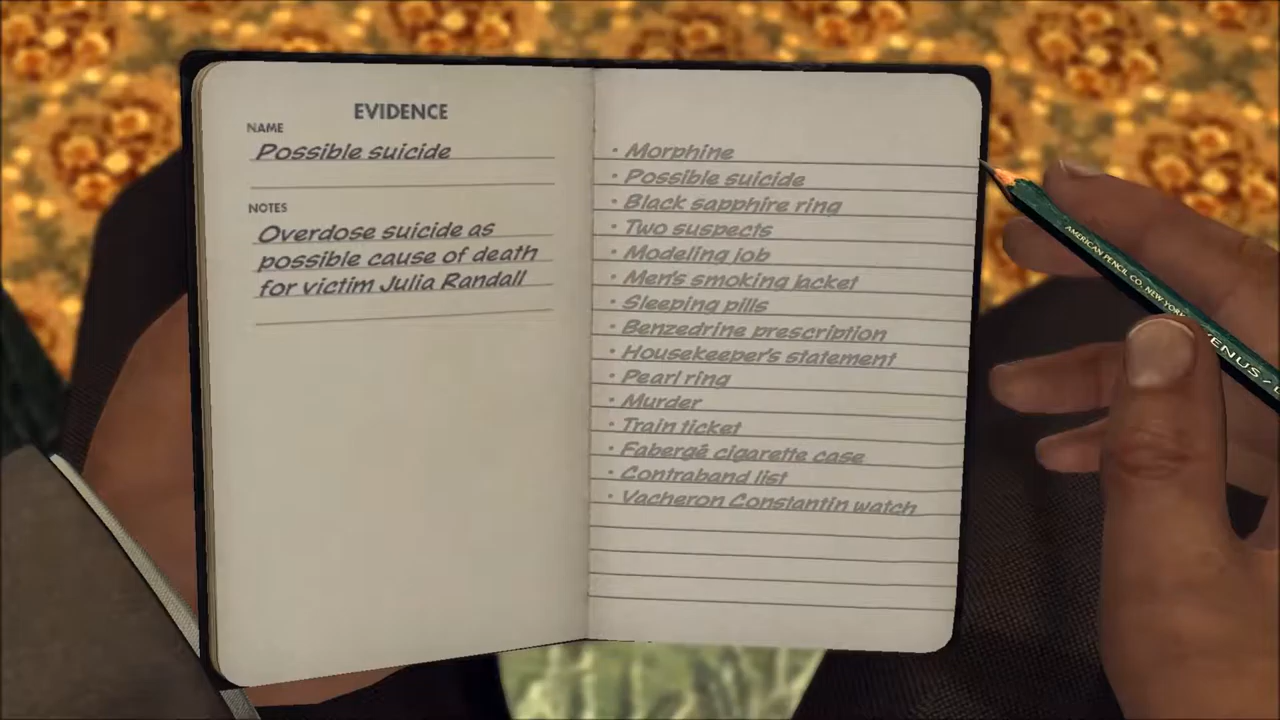 EVIDENCE
NAME
Possible suicide
NOTES
Overdose suicide as
possible cause of death
for victim Julia Randall
• Morphine
• Possible suicide
• Black sapphire ring
• Two suspects
• Modeling job
• Men's smoking jacket
• Sleeping pills
• Benzedrine prescription
• Housekeeper's statement
• Pearl ring
• Murder
• Train ticket
• Fabergé cigarette case
• Contraband list
• Vacheron Constantin watch
AMERICAN PENCIL CO. NEW YORK
VENUS